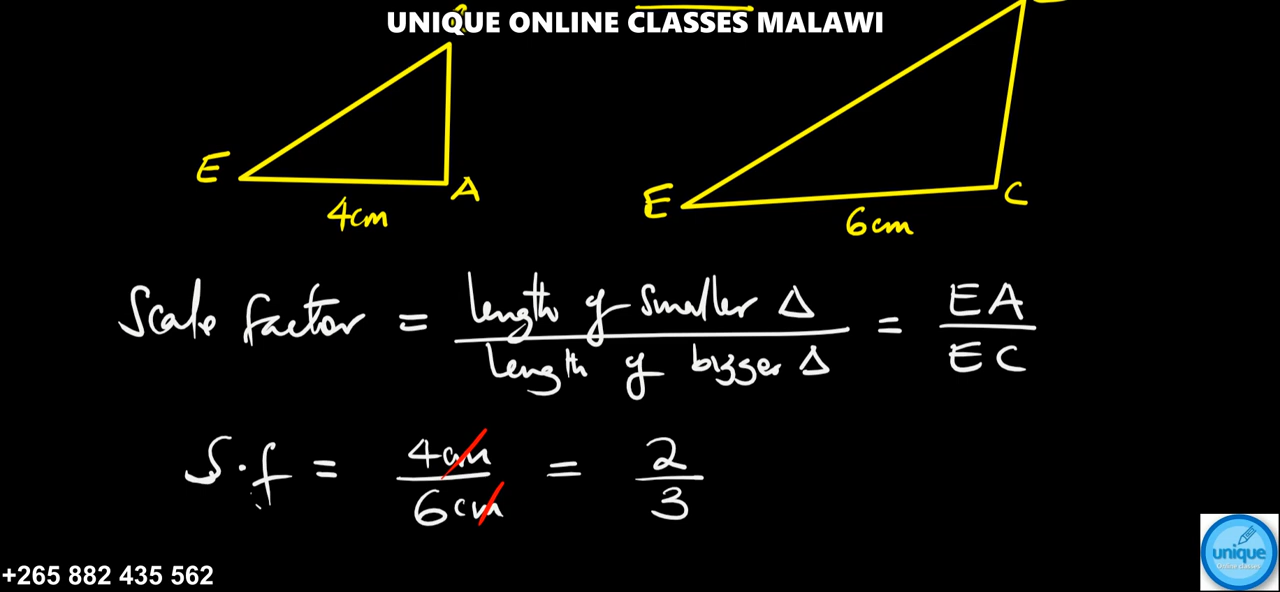 UNIQUE ONLINE CLASSES MALAWI
E
A
4cm
E
C
6cm
Scale factor = length of smaller Δ / length of bigger Δ = EA / EC
S.f = 4cm / 6cm = 2 / 3
+265 882 435 562
unique
Online classes